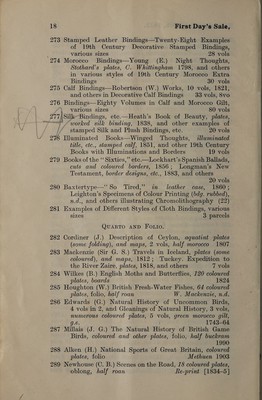 18 First Day's Sale,
273 Stamped Leather Bindings—Twenty-Eight Examples
of 19th Century Decorative Stamped Bindings,
various sizes 28 vols
274 Morocco Bindings—Young (E.) Night Thoughts,
Stothard's plates, C. Whittingham 1798, and others
in various styles of 19th Century Morocco Extra
Bindings 30 vols
275 Calf Bindings—Robertson (W.) Works, 10 vols, 1821,
and others in Decorative Calf Bindings 33 vols, 8vo
276 Bindings—Eighty Volumes in Calf and Morocco Gilt,
various sizes 80 vols
277 Silk Bindings, etc.—Heath's Book of Beauty, plates,
worked silk binding, 1838, and other examples of
stamped Silk and Plush Bindings, etc. 20 vols
278 Illuminated Books—Winged Thoughts, illuminated
title, etc., stamped calf, 1851, and other 19th Century
Books with Illuminations and Borders 19 vols
279 Books of the "Sixties," etc.—Lockhart's Spanish Ballads,
cuts and coloured borders, 1856; Longman's New
Testament, border designs, etc., 1883, and others
20 vols
280 Baxtertype—"So Tired," in leather case, 1860;
Leighton's Specimens of Colour Printing (bdg. rubbed),
n.d., and others illustrating Chromolithography (22)
281 Examples of Different Styles of Cloth Bindings, various
sizes 3 parcels
Quarto and Folio.
282 Cordiner (J.) Description of Ceylon, aquatint plates
(some folding), and maps, 2 vols, half morocco 1807
283 Mackenzie (Sir G. S.) Travels in Iceland, plates (some
coloured), and maps, 1812; Tuckey. Expedition to
the River Zaire, plates, 1818, and others 7 vols
284 Wilkes (B.) English Moths and Butterflies, 120 coloured
plates, boards 1824
285 Houghton (W.) British Fresh-Water Fishes, 64 coloured
plates, folio, half roan W. Mackenzie, n.d.
286 Edwards (G.) Natural History of Uncommon Birds,
4 vols in 2, and Gleanings of Natural History, 3 vols,
numerous coloured plates, 5 vols, green morocco gilt,
g.e. 1743-64
287 Millais (J. G.) The Natural History of British Game
Birds, coloured and other plates, folio, half buckram
1909
288 Alken (H.) National Sports of Great Britain, coloured
plates, folio Methuen 1903
289 Newhouse (C. B.) Scenes on the Road, 18 coloured plates,
oblong, half roan Re-print [1834-5]